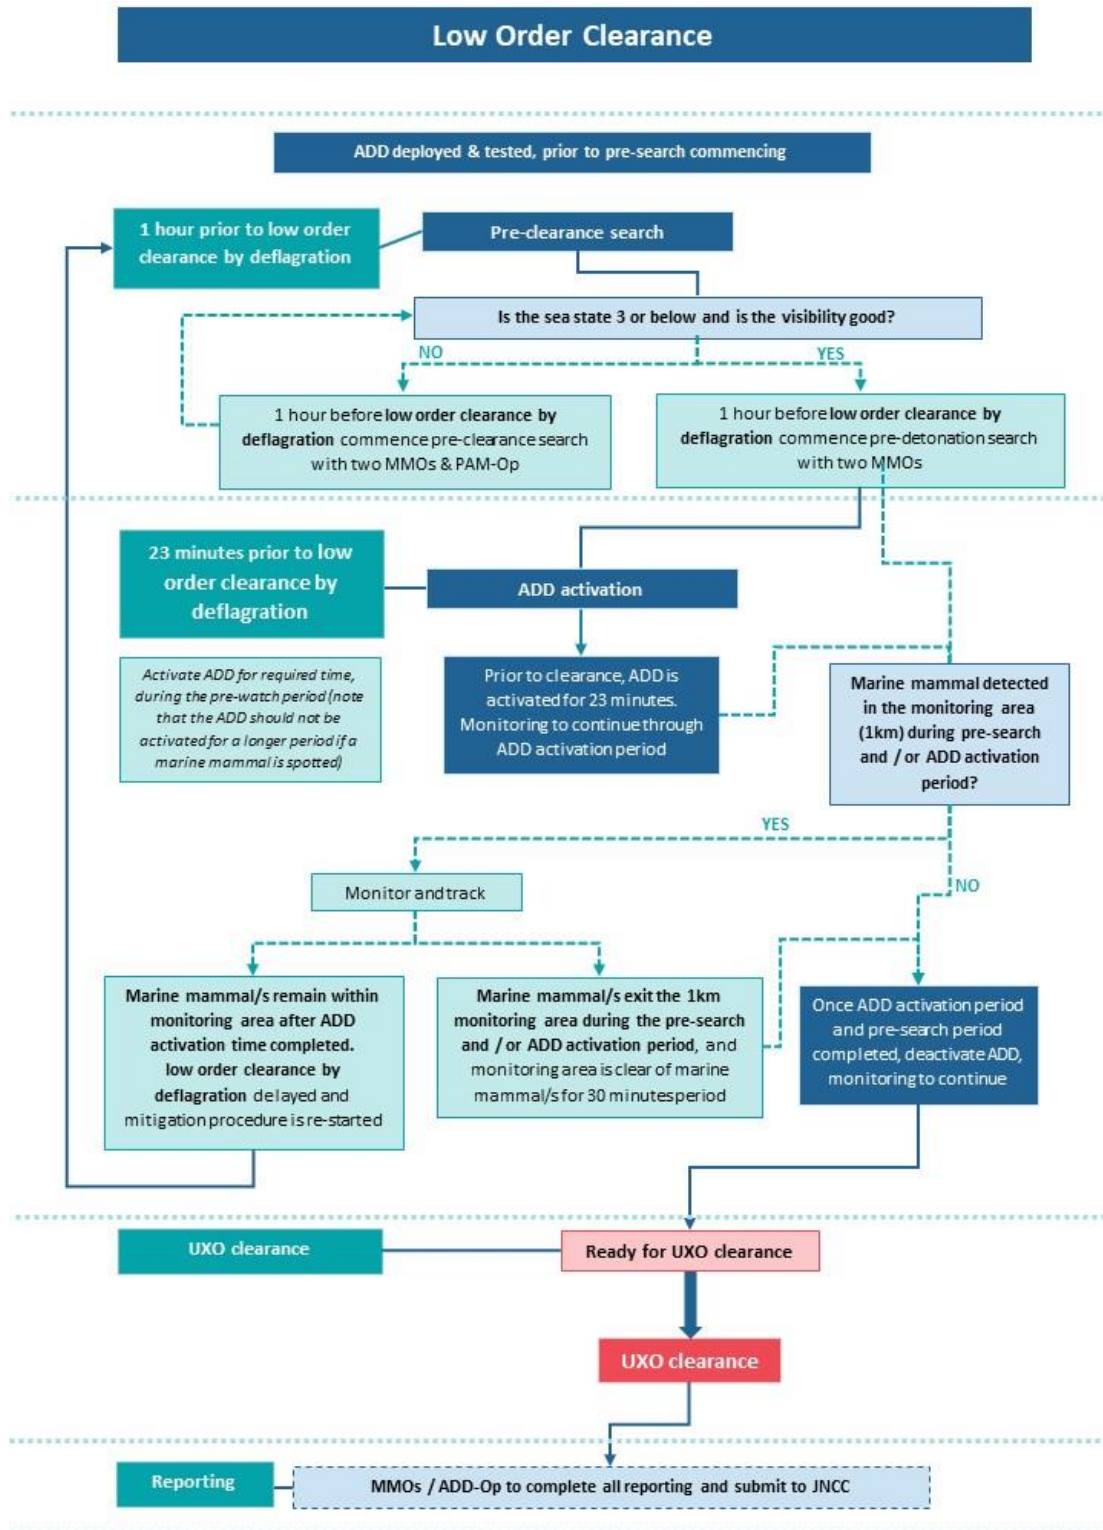 Low Order Clearance
ADD deployed & tested, prior to pre-search commencing
1 hour prior to low order
clearance by deflagration
Pre-clearance search
Is the sea state 3 or below and is the visibility good?
NO
YES
1 hour before low order clearance by
deflagration commence pre-clearance search
with two MMOs & PAM-Op
1 hour before low order clearance by
deflagration commence pre-detonation search
with two MMOs
23 minutes prior to low
order clearance by
deflagration
ADD activation
Activate ADD for required time,
during the pre-watch period (note
that the ADD should not be
activated for a longer period if a
marine mammal is spotted)
Prior to clearance, ADD is
activated for 23 minutes.
Monitoring to continue through
ADD activation period
Marine mammal detected
in the monitoring area
(1km) during pre-search
and / or ADD activation
period?
YES
NO
Monitor and track
Marine mammal/s remain within
monitoring area after ADD
activation time completed.
low order clearance by
deflagration delayed and
mitigation procedure is re-started
Marine mammal/s exit the 1km
monitoring area during the pre-search
and / or ADD activation period, and
monitoring area is clear of marine
mammal/s for 30 minutes period
Once ADD activation period
and pre-search period
completed, deactivate ADD,
monitoring to continue
UXO clearance
Ready for UXO clearance
UXO clearance
Reporting
MMOs / ADD-Op to complete all reporting and submit to JNCC